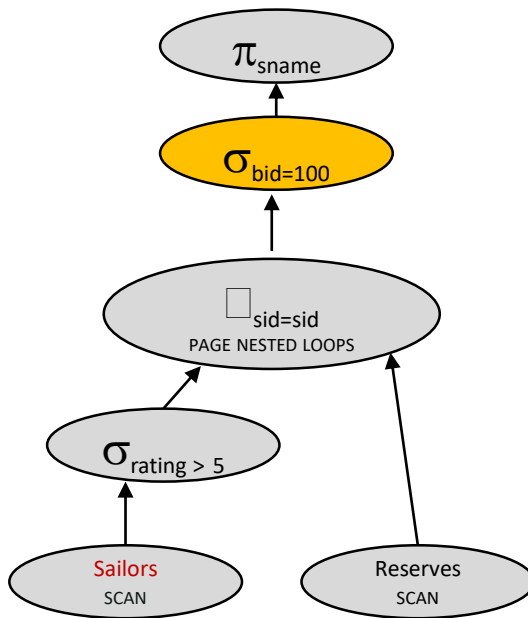 πsname
σbid=100
□sid=sid
PAGE NESTED LOOPS
σrating > 5
Sailors
SCAN
Reserves
SCAN